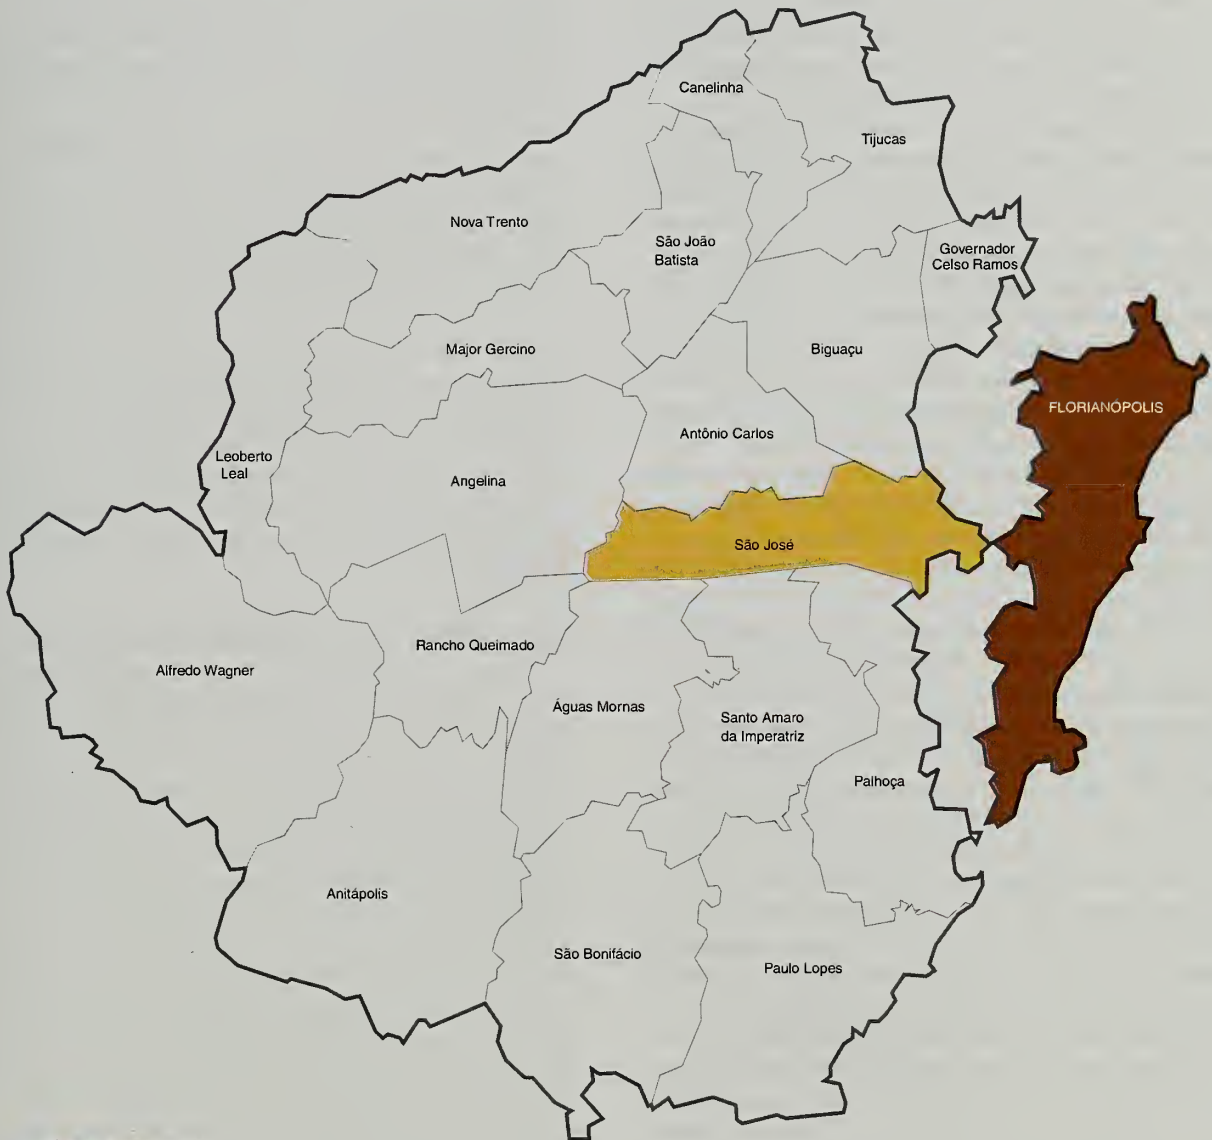 Canelinha
Tijucas
Nova Trento
São João
Batista
Governador
Celso Ramos
Major Gercino
Biguaçu
FLORIANÓPOLIS
Antônio Carlos
Leoberto
Leal
Angelina
São José
Rancho Queimado
Alfredo Wagner
Águas Mornas
Santo Amaro
da Imperatriz
Palhoça
Anitápolis
São Bonifácio
Paulo Lopes